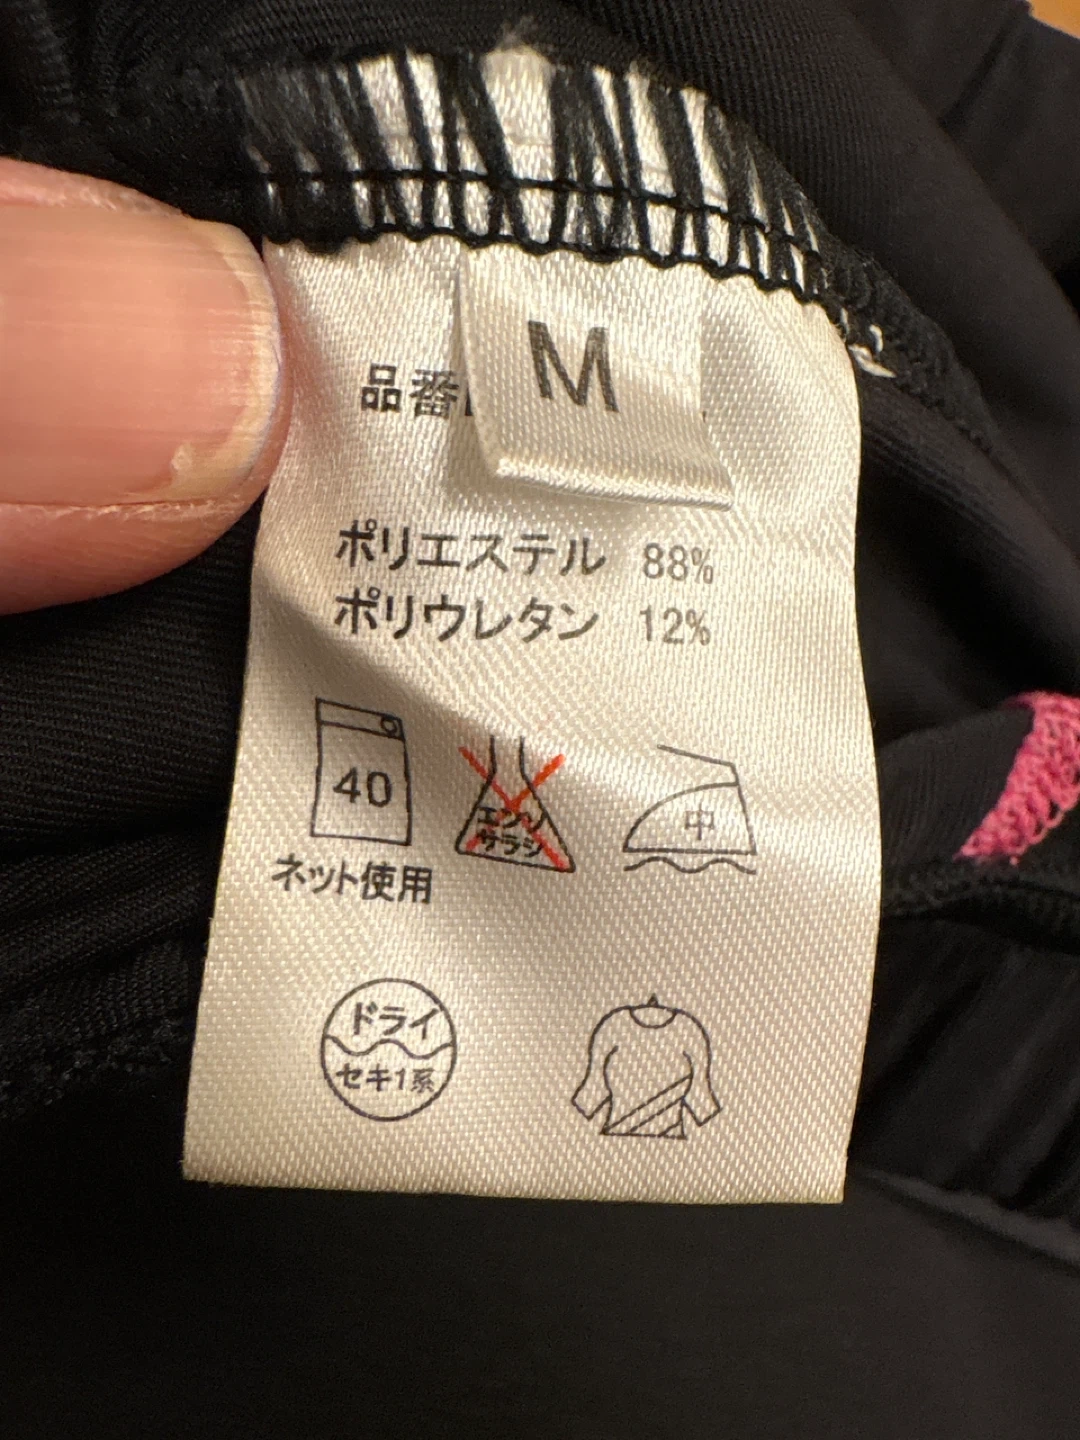 M
品番
ポリエステル 88%
ポリウレタン 12%
40
エンソ
サラシ
中
ネット使用
ドライ
セキ1系